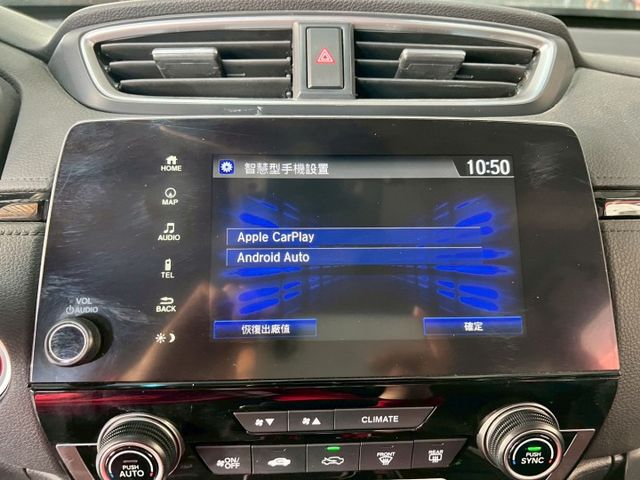 智慧型手機設置 10:50
HOME
MAP
AUDIO
TEL
BACK
VOL
AUDIO
Apple CarPlay
Android Auto
恢復出廠值 確定
CLIMATE
ON/OFF
FRONT
REAR
PUSH
AUTO
PUSH
SYNC